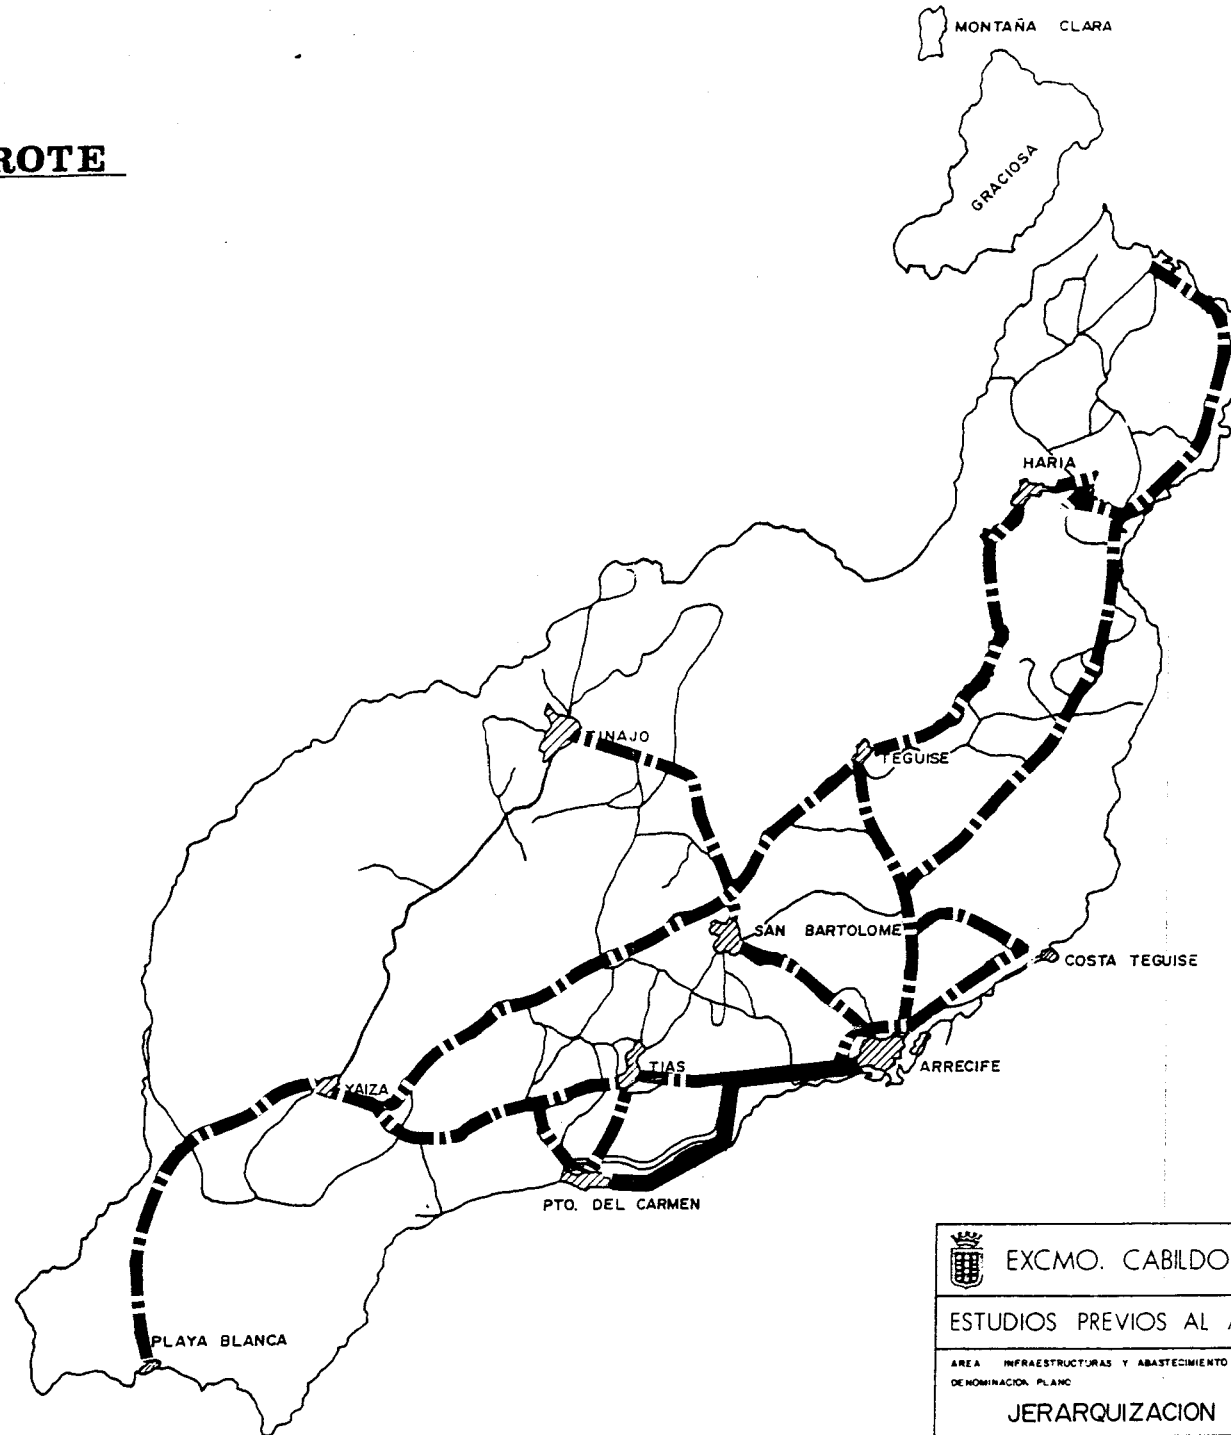 MONTAÑA CLARA
ROTE
GRACIOSA
HARIA
TINAJO
TEGUISE
SAN BARTOLOME
COSTA TEGUISE
ARRECIFE
TIAS
YAIZA
PTO. DEL CARMEN
PLAYA BLANCA
EXCMO. CABILDO
ESTUDIOS PREVIOS AL A
AREA INFRAESTRUCTURAS Y ABASTECIMIENTO
DENOMINACION PLANO
JERARQUIZACION